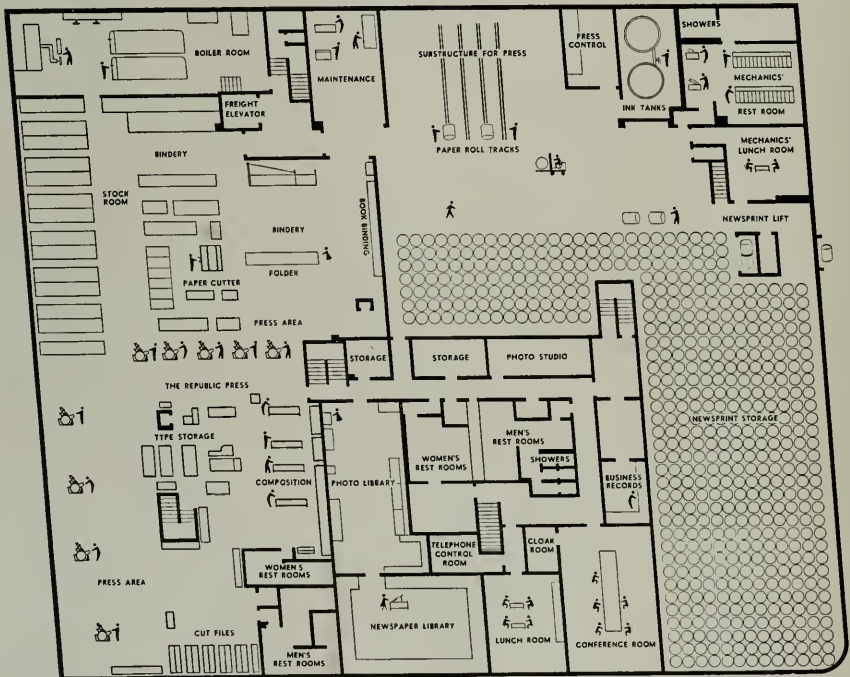 SHOWERS
PRESS
CONTROL
BOILER ROOM
SUBSTRUCTURE FOR PRESS
MAINTENANCE
MECHANICS'
REST ROOM
FREIGHT
ELEVATOR
INK TANKS
PAPER ROLL TRACKS
MECHANICS'
LUNCH ROOM
BINDERY
STOCK
ROOM
BOOK BINDING
NEWSPRINT LIFT
BINDERY
FOLDER
PAPER CUTTER
PRESS AREA
STORAGE
STORAGE
PHOTO STUDIO
THE REPUBLIC PRESS
NEWSPRINT STORAGE
TYPE STORAGE
MEN'S
REST ROOMS
WOMEN'S
REST ROOMS
SHOWERS
COMPOSITION
PHOTO LIBRARY
BUSINESS
RECORDS
TELEPHONE
CONTROL
ROOM
CLOAK
ROOM
WOMEN'S
REST ROOMS
PRESS AREA
NEWSPAPER LIBRARY
CUT FILES
LUNCH ROOM
CONFERENCE ROOM
MEN'S
REST ROOMS